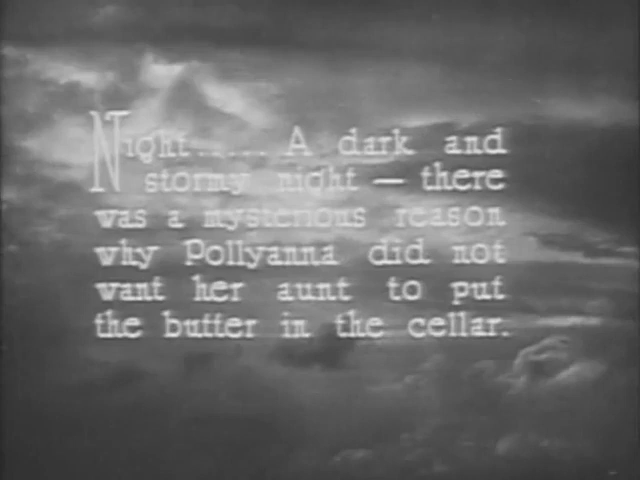 Night..... A dark and
stormy night — there
was a mysterious reason
why Pollyanna did not
want her aunt to put
the butter in the cellar.